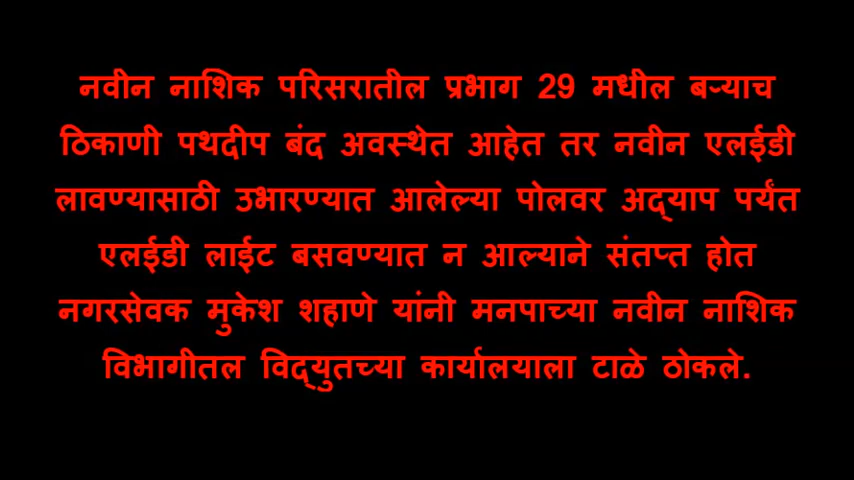 नवीन नाशिक परिसरातील प्रभाग 29 मधील बऱ्याच
ठिकाणी पथदीप बंद अवस्थेत आहेत तर नवीन एलईडी
लावण्यासाठी उभारण्यात आलेल्या पोलवर अद्याप पर्यंत
एलईडी लाईट बसवण्यात न आल्याने संतप्त होत
नगरसेवक मुकेश शहाणे यांनी मनपाच्या नवीन नाशिक
विभागीतल विद्युतच्या कार्यालयाला टाळे ठोकले.